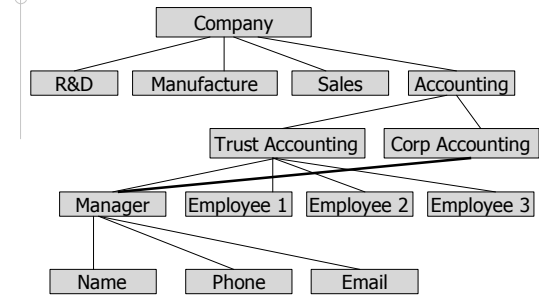 Company
R&D Manufacture Sales Accounting
Trust Accounting Corp Accounting
Manager Employee 1 Employee 2 Employee 3
Name Phone Email